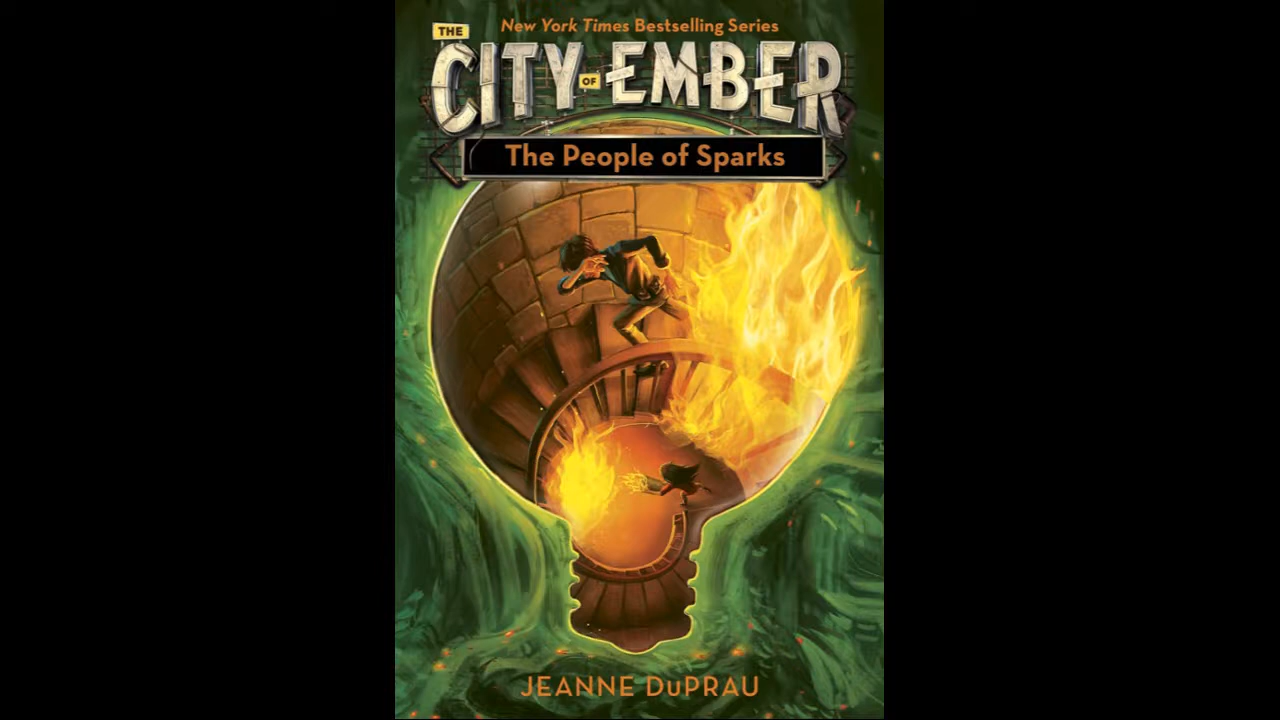 New York Times Bestselling Series
THE
CITY OF EMBER
The People of Sparks
JEANNE DuPRAU